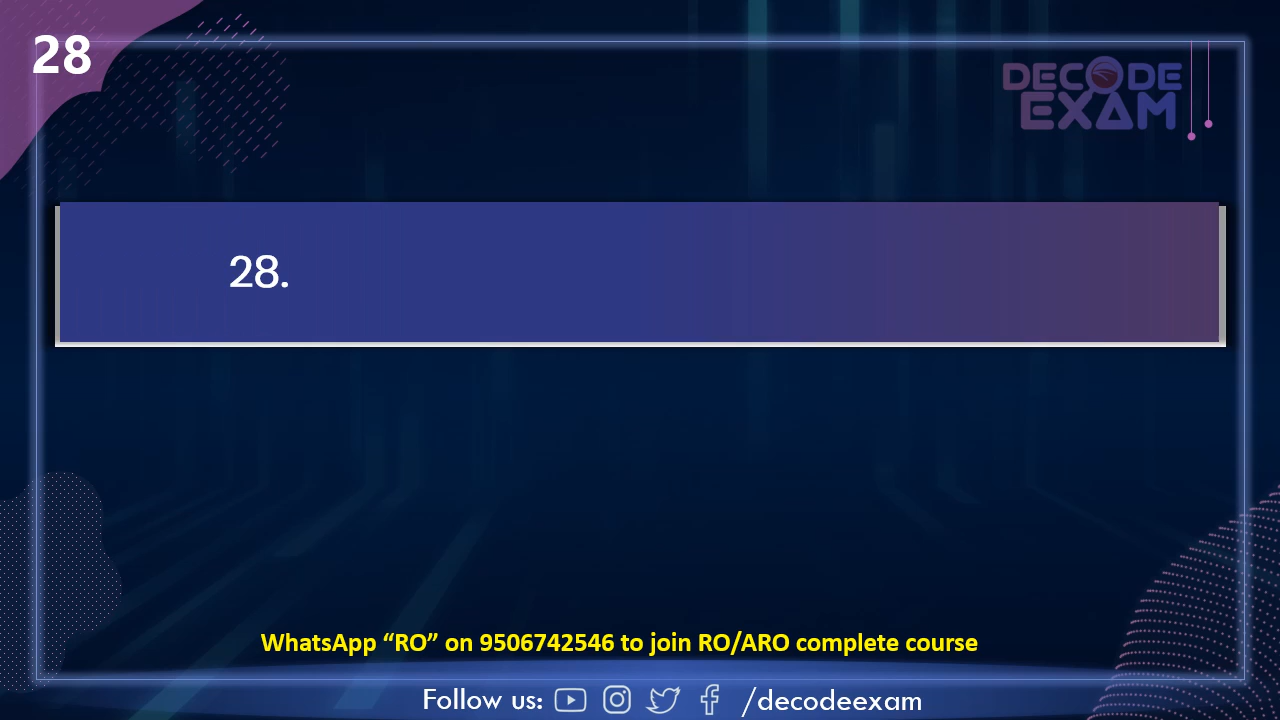 28
DECODE
EXAM
28.
WhatsApp “RO” on 9506742546 to join RO/ARO complete course
Follow us: /decodeexam